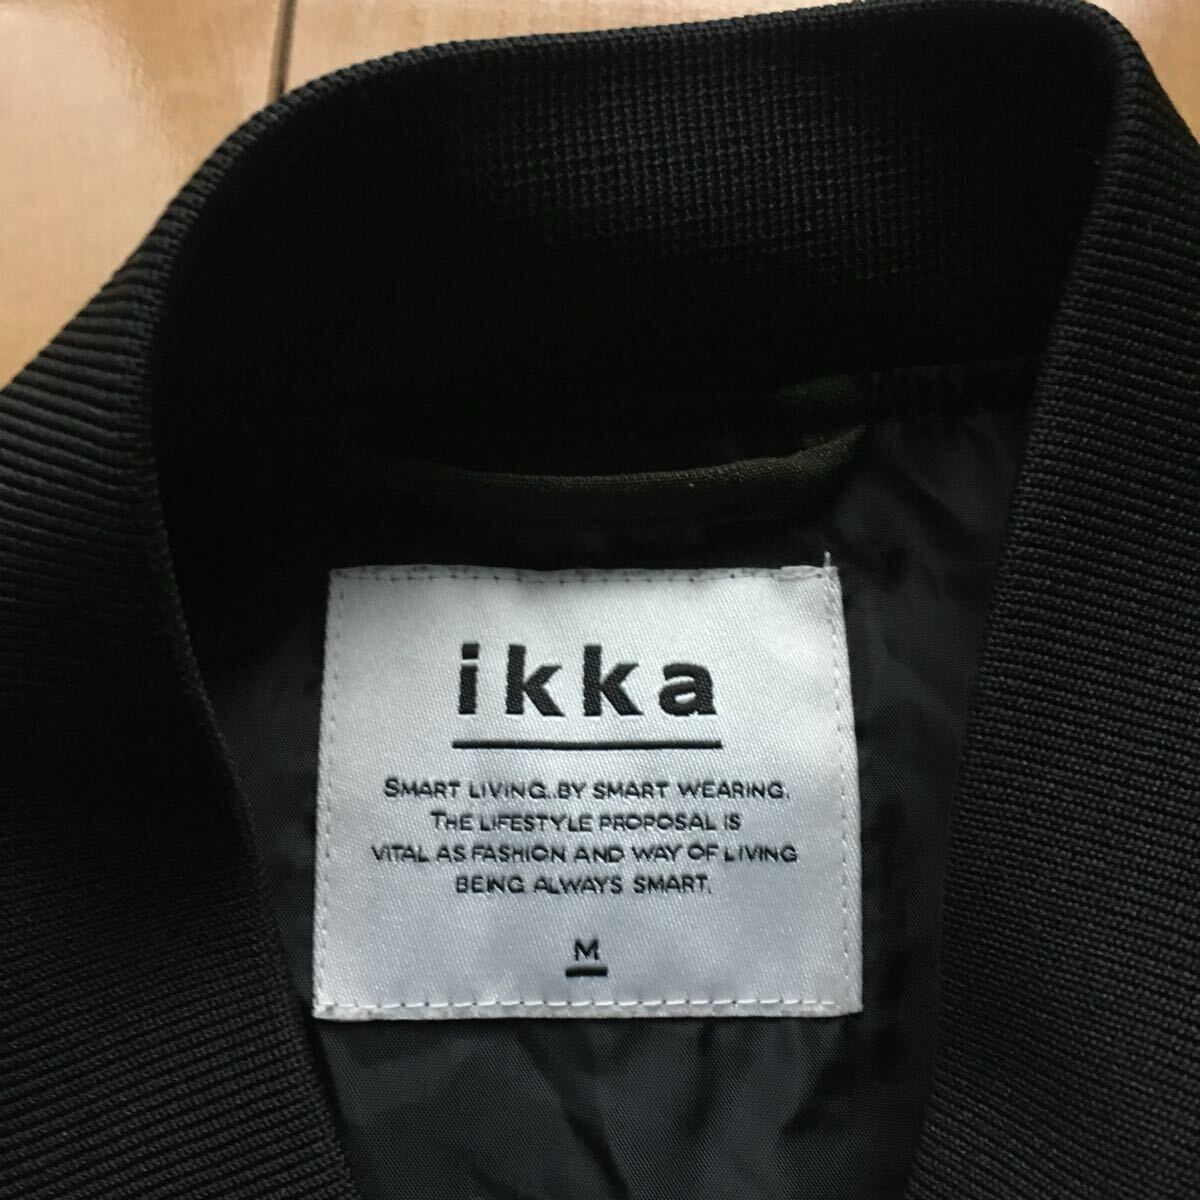 ikka
SMART LIVING..BY SMART WEARING.
THE LIFESTYLE PROPOSAL IS
VITAL AS FASHION AND WAY OF LIVING
BEING ALWAYS SMART.
M